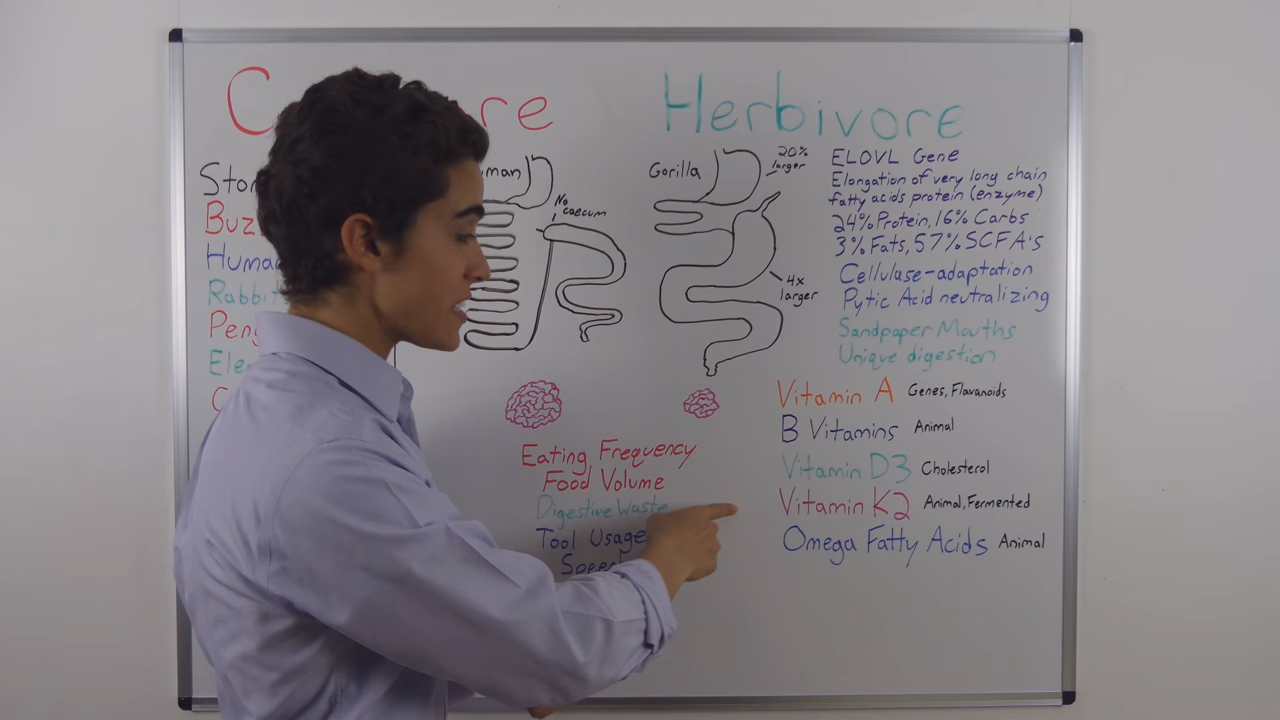 Herbivore
No
caecum
Gorilla
20%
larger
4x
larger
ELOVL Gene
Elongation of very long chain
fatty acids protein (enzyme)
24% Protein, 16% Carbs
3% Fats, 57% SCFA's
Cellulase-adaptation
Pytic Acid neutralizing
Sandpaper Mouths
Unique digestion
Vitamin A Genes, Flavanoids
B Vitamins Animal
Vitamin D3 Cholesterol
Vitamin K2 Animal, Fermented
Omega Fatty Acids Animal
Eating Frequency
Food Volume
Digestive Waste
Tool Usage